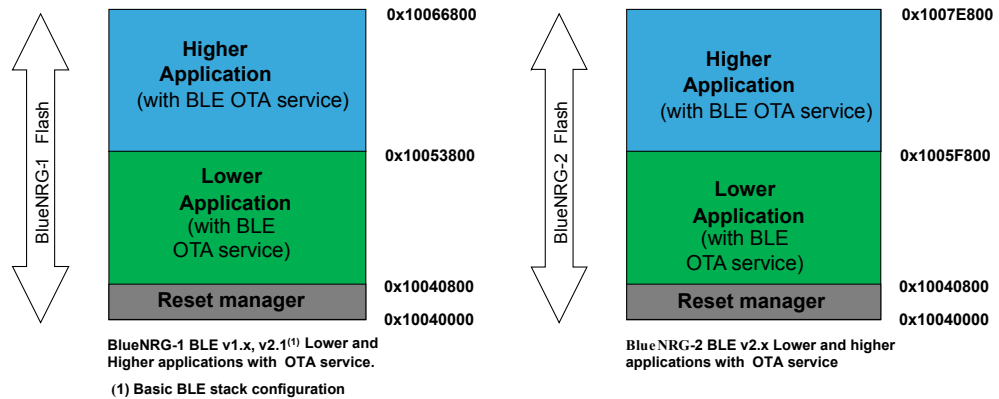 BlueNRG-1 Flash
0x10066800
Higher
Application
(with BLE OTA service)
0x10053800
Lower
Application
(with BLE
OTA service)
0x10040800
Reset manager
0x10040000
BlueNRG-1 BLE v1.x, v2.1(1) Lower and
Higher applications with OTA service.
(1) Basic BLE stack configuration
BlueNRG-2 Flash
0x1007E800
Higher
Application
(with BLE OTA service)
0x1005F800
Lower
Application
(with BLE
OTA service)
0x10040800
Reset manager
0x10040000
BlueNRG-2 BLE v2.x Lower and higher
applications with OTA service